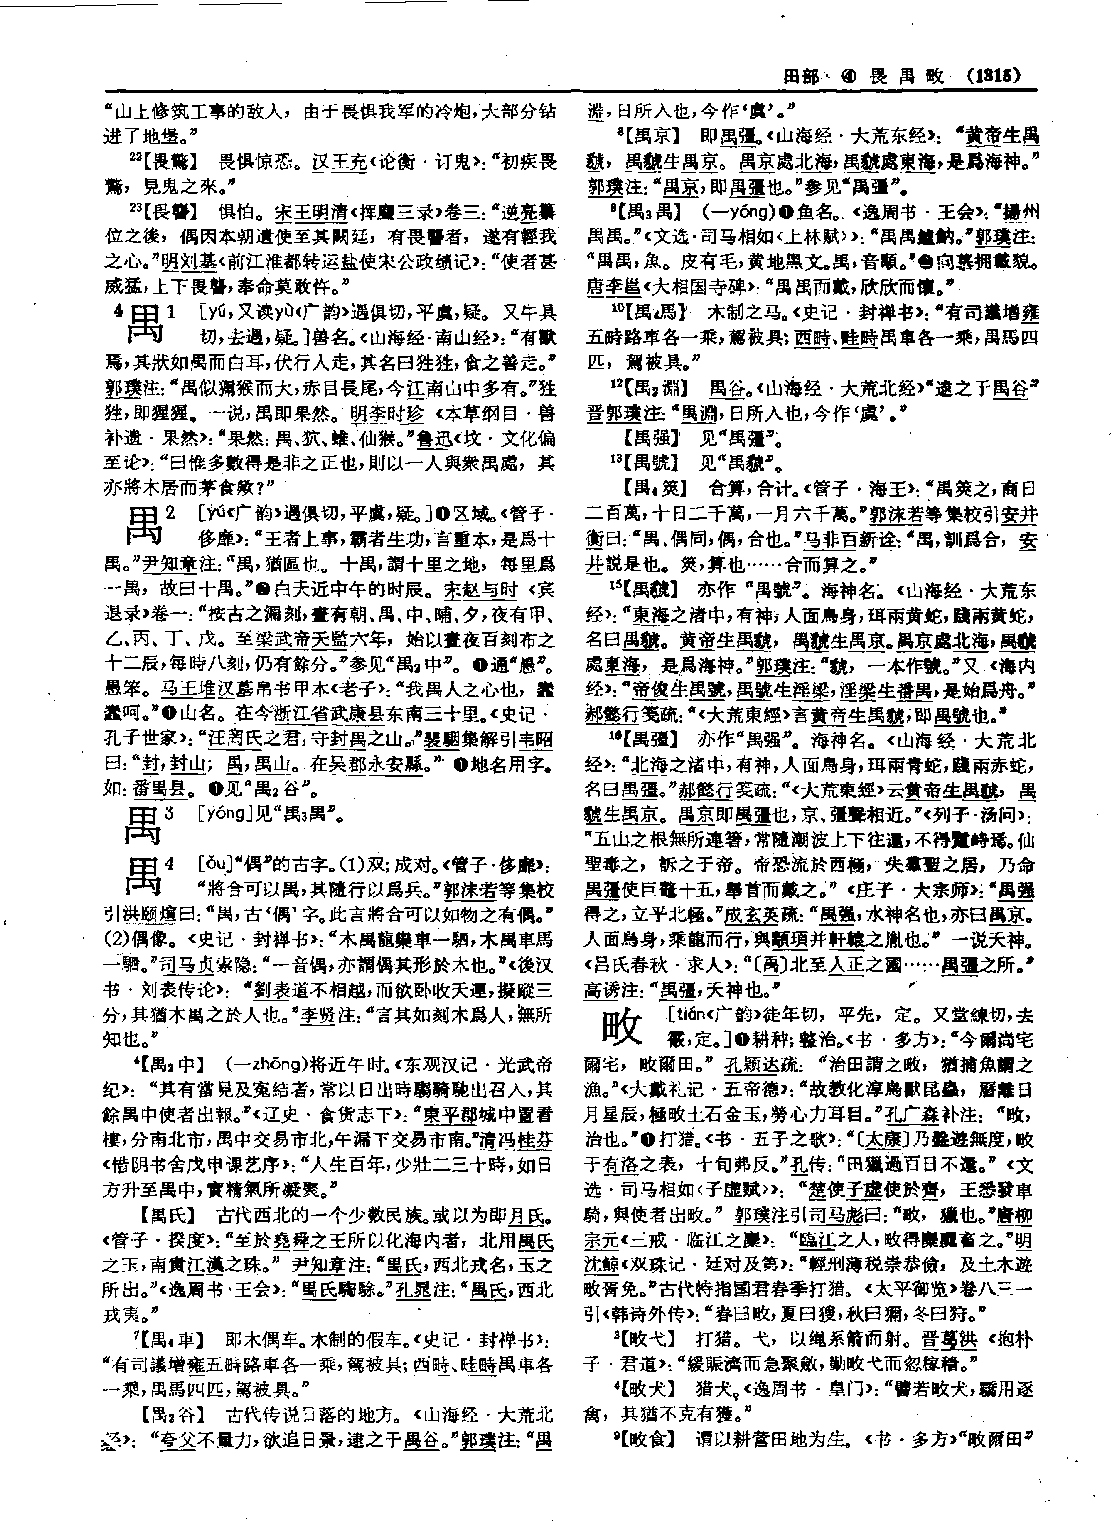 田部 ④ 畏禺畋 (1315)
“山上修筑工事的敌人，由于畏惧我军的冷炮，大部分钻
进了地堡。”
22【畏驚】 畏惧惊恐。汉王充《论衡·订鬼》：“初疾畏
驚，見鬼之來。”
23【畏讋】 惧怕。宋王明清《挥麈三录》卷三：“逆亮纂
位之後，偶因本朝遣使至其闕廷，有畏讋者，遂有輕我
之心。”明刘基《前江淮都转运盐使宋公政绩记》：“使者甚
威猛，上下畏讋，奉命莫敢忤。”
4禺1 [yú，又读yù《广韵》遇俱切，平虞，疑。又牛具
切，去遇，疑。]兽名。《山海经·南山经》：“有獸
焉，其狀如禺而白耳，伏行人走，其名曰狌狌，食之善走。”
郭璞注：“禺似獼猴而大，赤目長尾，今江南山中多有。”狌
狌，即猩猩。一说，禺即果然。明李时珍《本草纲目·兽
补遗·果然》：“果然：禺、狖、蜼、仙猴。”鲁迅《坟·文化偏
至论》：“曰惟多數得是非之正也，則以一人與衆禺處，其
亦將木居而茅食歟？”
禺2 [yú《广韵》遇俱切，平虞，疑。]❶区域。《管子·
侈靡》：“王者上事，霸者生功，言重本，是爲十
禺。”尹知章注：“禺，猶區也。十禺，謂十里之地，每里爲
一禺，故曰十禺。”❷白天近中午的时辰。宋赵与时《宾
退录》卷一：“按古之漏刻，晝有朝、禺、中、晡、夕，夜有甲、
乙、丙、丁、戊。至梁武帝天監六年，始以晝夜百刻布之
十二辰，每時八刻，仍有餘分。”参见“禺2中”。❸通“愚”。
愚笨。马王堆汉墓帛书甲本《老子》：“我禺人之心也，蠢
蠢呵。”❹山名。在今浙江省武康县东南三十里。《史记·
孔子世家》：“汪罔氏之君，守封禺之山。”裴駰集解引韦昭
曰：“封，封山；禺，禺山。在吴郡永安縣。”❺地名用字。
如：番禺县。❻见“禺2谷”。
禺3 [yóng]见“禺3禺”。
禺4 [ǒu]“偶”的古字。(1)双；成对。《管子·侈靡》：
“將合可以禺，其隨行以爲兵。”郭沫若等集校
引洪颐煊曰：“禺，古‘偶’字。此言將合可以如物之有偶。”
(2)偶像。《史记·封禅书》：“木禺龍欒車一駟，木禺車馬
一駟。”司马贞索隐：“一音偶，亦謂偶其形於木也。”《後汉
书·刘表传论》：“劉表道不相越，而欲卧收天運，擬蹤三
分，其猶木禺之於人也。”李贤注：“言其如刻木爲人，無所
知也。”
4【禺2中】 (—zhōng)将近午时。《东观汉记·光武帝
纪》：“其有當見及冤結者，常以日出時騶騎馳出召入，其
餘禺中使者出報。”《辽史·食货志下》：“東平郡城中置看
樓，分南北市，禺中交易市北，午漏下交易市南。”清冯桂芬
《惜阴书舍戊申课艺序》：“人生百年，少壯二三十時，如日
方升至禺中，實精氣所凝聚。”
【禺氏】 古代西北的一个少数民族。或以为即月氏。
《管子·揆度》：“至於堯舜之王所以化海内者，北用禺氏
之玉，南貴江漢之珠。”尹知章注：“禺氏，西北戎名，玉之
所出。”《逸周书·王会》：“禺氏騊駼。”孔晁注：“禺氏，西北
戎夷。”
7【禺4車】 即木偶车。木制的假车。《史记·封禅书》：
“有司議增雍五畤路車各一乘，駕被具；西畤、畦畤禺車各
一乘，禺馬四匹，駕被具。”
【禺2谷】 古代传说日落的地方。《山海经·大荒北
经》：“夸父不量力，欲追日景，逮之于禺谷。”郭璞注：“禺
淵，日所入也，今作‘虞’。”
8【禺京】 即禺彊。《山海经·大荒东经》：“黄帝生禺
䝞，禺䝞生禺京。禺京處北海，禺䝞處東海，是爲海神。”
郭璞注：“禺京，即禺彊也。”参见“禺彊”。
9【禺3禺】 (—yóng)❶鱼名。《逸周书·王会》：“揚州
禺禺。”《文选·司马相如〈上林赋〉》：“禺禺魼鰨。”郭璞注：
“禺禺，魚。皮有毛，黄地黑文。禺，音顒。”❷向慕拥戴貌。
唐李邕《大相国寺碑》：“禺禺而戴，欣欣而懷。”
10【禺4馬】 木制之马。《史记·封禅书》：“有司議增雍
五畤路車各一乘，駕被具；西畤、畦畤禺車各一乘，禺馬四
匹，駕被具。”
12【禺2淵】 禺谷。《山海经·大荒北经》“逮之于禺谷”
晋郭璞注：“禺淵，日所入也，今作‘虞’。”
【禺强】 见“禺彊”。
13【禺號】 见“禺䝞”。
【禺4筴】 合算，合计。《管子·海王》：“禺筴之，商日
二百萬，十日二千萬，一月六千萬。”郭沫若等集校引安井
衡曰：“禺、偶同，偶，合也。”马非百新诠：“禺，訓爲合，安
井説是也。筴，算也……合而算之。”
15【禺䝞】 亦作“禺號”。海神名。《山海经·大荒东
经》：“東海之渚中，有神，人面鳥身，珥兩黄蛇，踐兩黄蛇，
名曰禺䝞。黄帝生禺䝞，禺䝞生禺京。禺京處北海，禺䝞
處東海，是爲海神。”郭璞注：“䝞，一本作號。”又《海内
经》：“帝俊生禺號，禺號生淫梁，淫梁生番禺，是始爲舟。”
郝懿行笺疏：“《大荒東經》言黄帝生禺䝞，即禺號也。”
16【禺彊】 亦作“禺强”。海神名。《山海经·大荒北
经》：“北海之渚中，有神，人面鳥身，珥兩青蛇，踐兩赤蛇，
名曰禺彊。”郝懿行笺疏：“《大荒東經》云黄帝生禺䝞，禺
䝞生禺京。禺京即禺彊也，京、彊聲相近。”《列子·汤问》：
“五山之根無所連箸，常隨潮波上下往還，不得蹔峙焉。仙
聖毒之，訴之于帝。帝恐流於西極，失羣聖之居，乃命
禺彊使巨鼇十五，舉首而戴之。”《庄子·大宗师》：“禺强
得之，立乎北極。”成玄英疏：“禺强，水神名也，亦曰禺京。
人面鳥身，乘龍而行，與顓頊并軒轅之胤也。”一说天神。
《吕氏春秋·求人》：“〔禹〕北至人正之國……禺彊之所。”
高诱注：“禺彊，天神也。”
畋 [tián《广韵》徒年切，平先，定。又堂練切，去
霰，定。]❶耕种；整治。《书·多方》：“今爾尚宅
爾宅，畋爾田。”孔颖达疏：“治田謂之畋，猶捕魚謂之
漁。”《大戴礼记·五帝德》：“故教化淳鳥獸昆蟲，曆離日
月星辰，極畋土石金玉，勞心力耳目。”孔广森补注：“畋，
治也。”❷打猎。《书·五子之歌》：“〔太康〕乃盤遊無度，畋
于有洛之表，十旬弗反。”孔传：“田獵過百日不還。”《文
选·司马相如〈子虚赋〉》：“楚使子虚使於齊，王悉發車
騎，與使者出畋。”郭璞注引司马彪曰：“畋，獵也。”唐柳
宗元《三戒·临江之麋》：“臨江之人，畋得麋麑畜之。”明
沈鲸《双珠记·廷对及第》：“輕刑薄税崇恭儉，及土木遊
畋胥免。”古代特指国君春季打猎。《太平御览》卷八三一
引《韩诗外传》：“春曰畋，夏曰獀，秋曰獮，冬曰狩。”
3【畋弋】 打猎。弋，以绳系箭而射。晋葛洪《抱朴
子·君道》：“緩賑濟而急聚斂，勤畋弋而忽稼穡。”
4【畋犬】 猎犬。《逸周书·皇门》：“譬若畋犬，驕用逐
禽，其猶不克有獲。”
9【畋食】 谓以耕营田地为生。《书·多方》“畋爾田”